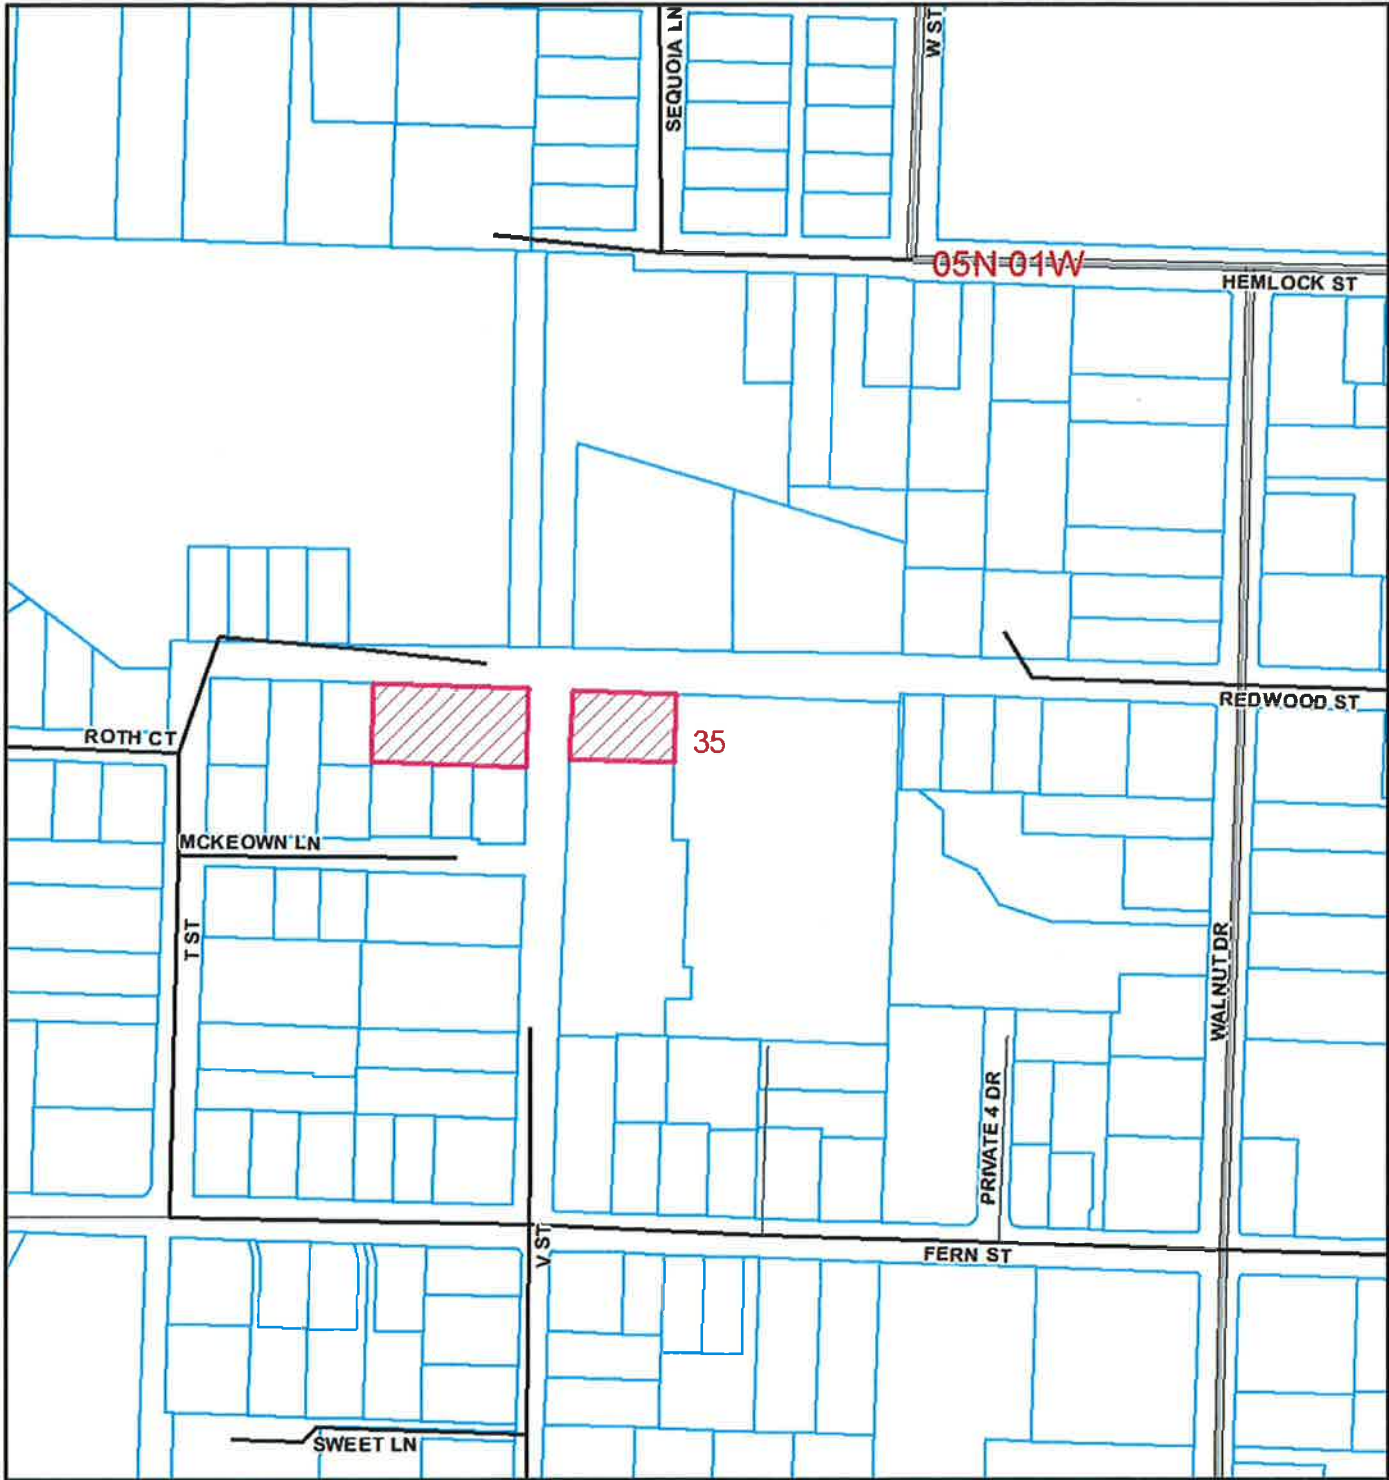 SEQUOIA LN
W ST
05N 01W
HEMLOCK ST
REDWOOD ST
ROTH CT
35
MCKEOWN LN
T ST
WALNUT DR
PRIVATE 4 DR
V ST
FERN ST
SWEET LN